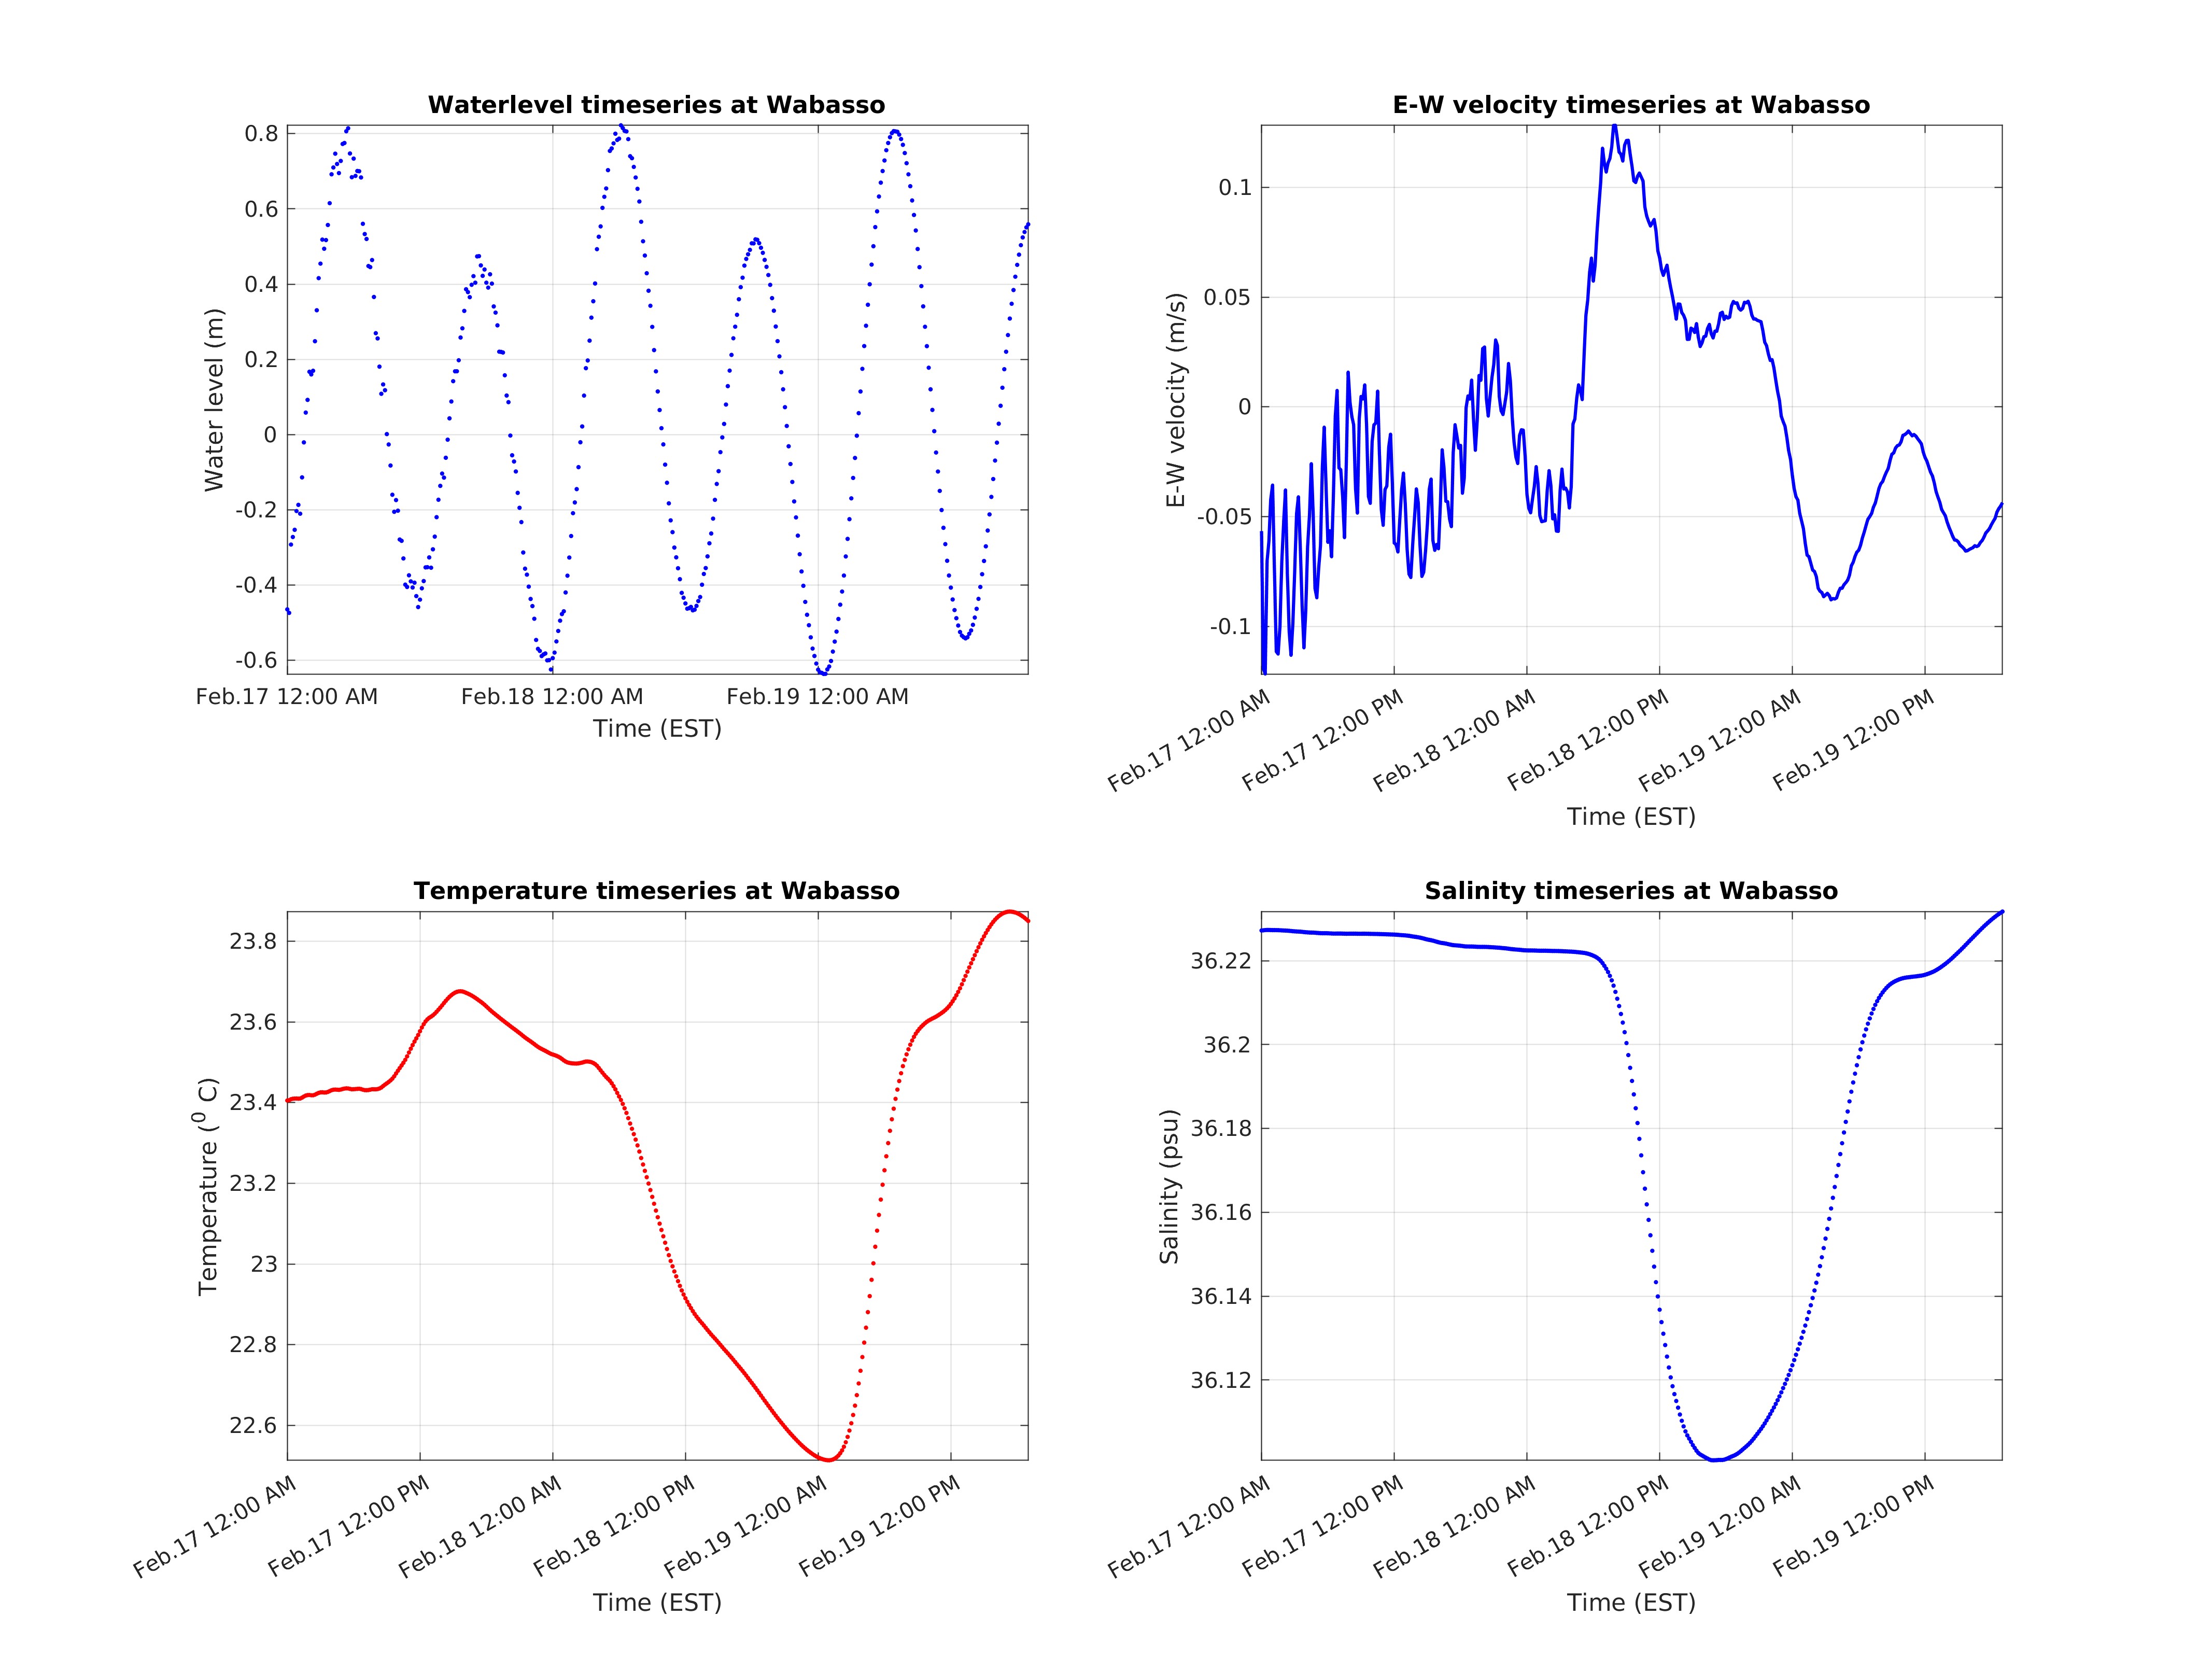 Waterlevel timeseries at Wabasso
0.8
0.6
0.4
0.2
0
-0.2
-0.4
-0.6
Water level (m)
Feb.17 12:00 AM
Feb.18 12:00 AM
Feb.19 12:00 AM
Time (EST)
E-W velocity timeseries at Wabasso
0.1
0.05
0
-0.05
-0.1
E-W velocity (m/s)
Feb.17 12:00 AM
Feb.17 12:00 PM
Feb.18 12:00 AM
Feb.18 12:00 PM
Feb.19 12:00 AM
Feb.19 12:00 PM
Time (EST)
Temperature timeseries at Wabasso
23.8
23.6
23.4
23.2
23
22.8
22.6
Temperature (⁰ C)
Feb.17 12:00 AM
Feb.17 12:00 PM
Feb.18 12:00 AM
Feb.18 12:00 PM
Feb.19 12:00 AM
Feb.19 12:00 PM
Time (EST)
Salinity timeseries at Wabasso
36.22
36.2
36.18
36.16
36.14
36.12
Salinity (psu)
Feb.17 12:00 AM
Feb.17 12:00 PM
Feb.18 12:00 AM
Feb.18 12:00 PM
Feb.19 12:00 AM
Feb.19 12:00 PM
Time (EST)